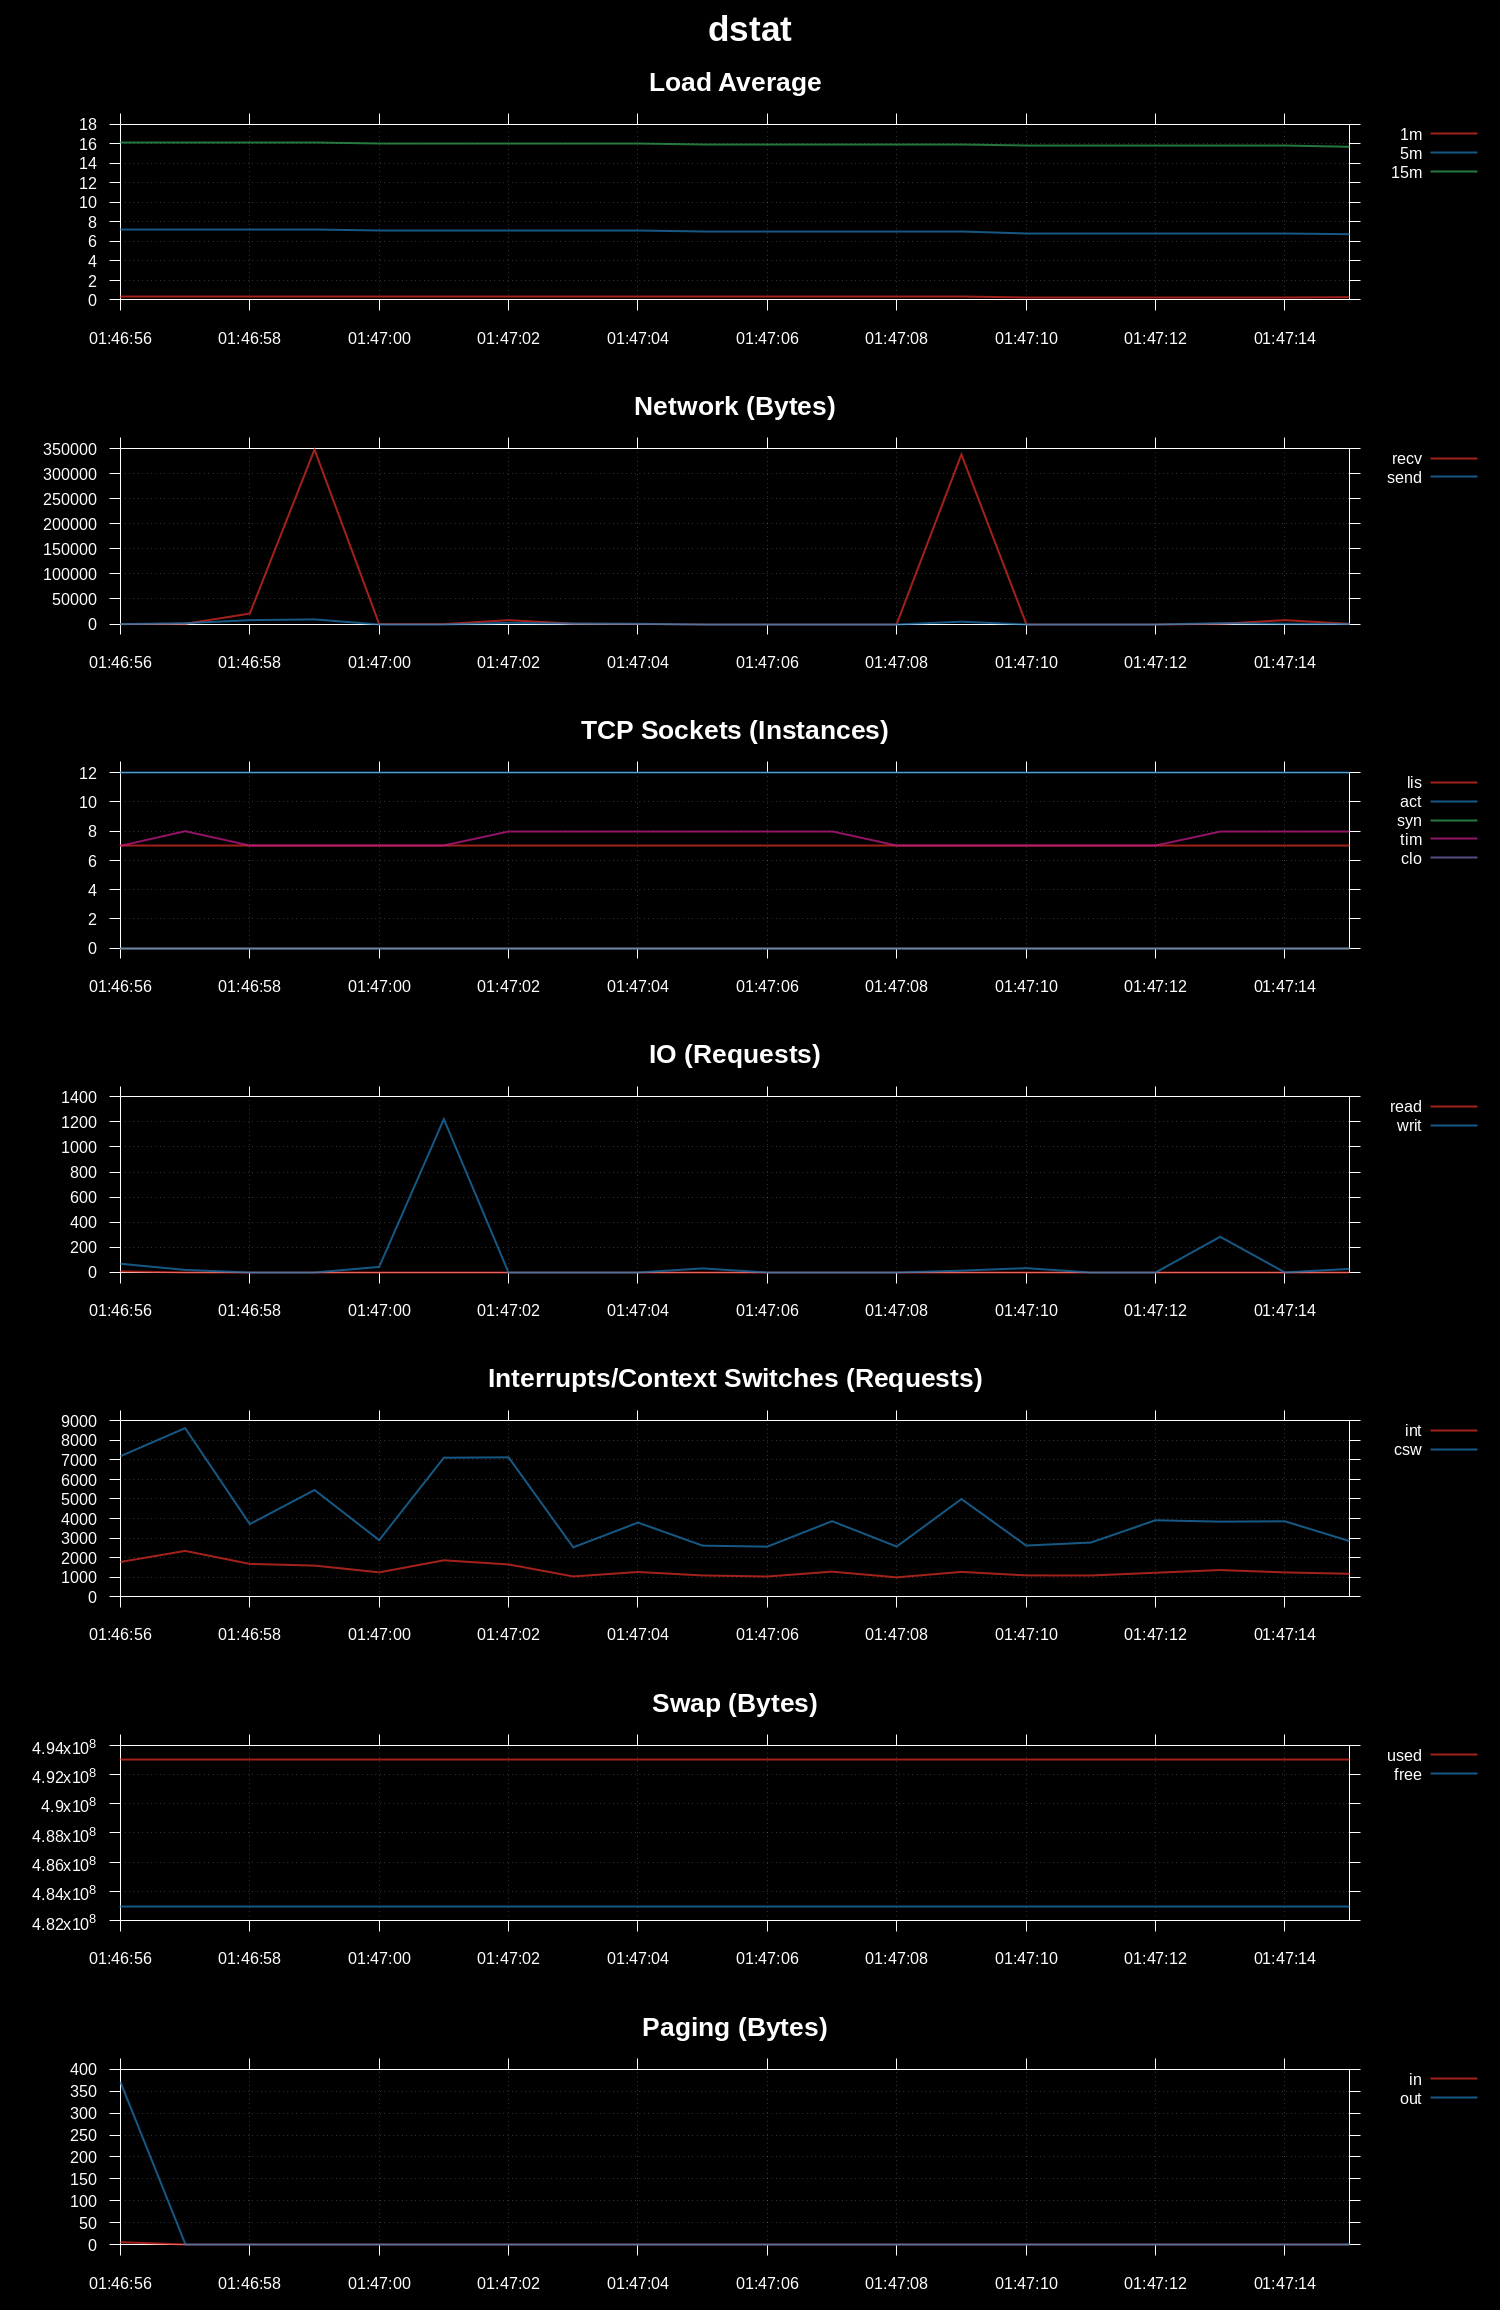 dstat
Load Average
18
16
14
12
10
8
6
4
2
0
1m
5m
15m
01:46:56 01:46:58 01:47:00 01:47:02 01:47:04 01:47:06 01:47:08 01:47:10 01:47:12 01:47:14
Network (Bytes)
350000
300000
250000
200000
150000
100000
50000
0
recv
send
01:46:56 01:46:58 01:47:00 01:47:02 01:47:04 01:47:06 01:47:08 01:47:10 01:47:12 01:47:14
TCP Sockets (Instances)
12
10
8
6
4
2
0
lis
act
syn
tim
clo
01:46:56 01:46:58 01:47:00 01:47:02 01:47:04 01:47:06 01:47:08 01:47:10 01:47:12 01:47:14
IO (Requests)
1400
1200
1000
800
600
400
200
0
read
writ
01:46:56 01:46:58 01:47:00 01:47:02 01:47:04 01:47:06 01:47:08 01:47:10 01:47:12 01:47:14
Interrupts/Context Switches (Requests)
9000
8000
7000
6000
5000
4000
3000
2000
1000
0
int
csw
01:46:56 01:46:58 01:47:00 01:47:02 01:47:04 01:47:06 01:47:08 01:47:10 01:47:12 01:47:14
Swap (Bytes)
4.94x10⁸
4.92x10⁸
4.9x10⁸
4.88x10⁸
4.86x10⁸
4.84x10⁸
4.82x10⁸
used
free
01:46:56 01:46:58 01:47:00 01:47:02 01:47:04 01:47:06 01:47:08 01:47:10 01:47:12 01:47:14
Paging (Bytes)
400
350
300
250
200
150
100
50
0
in
out
01:46:56 01:46:58 01:47:00 01:47:02 01:47:04 01:47:06 01:47:08 01:47:10 01:47:12 01:47:14